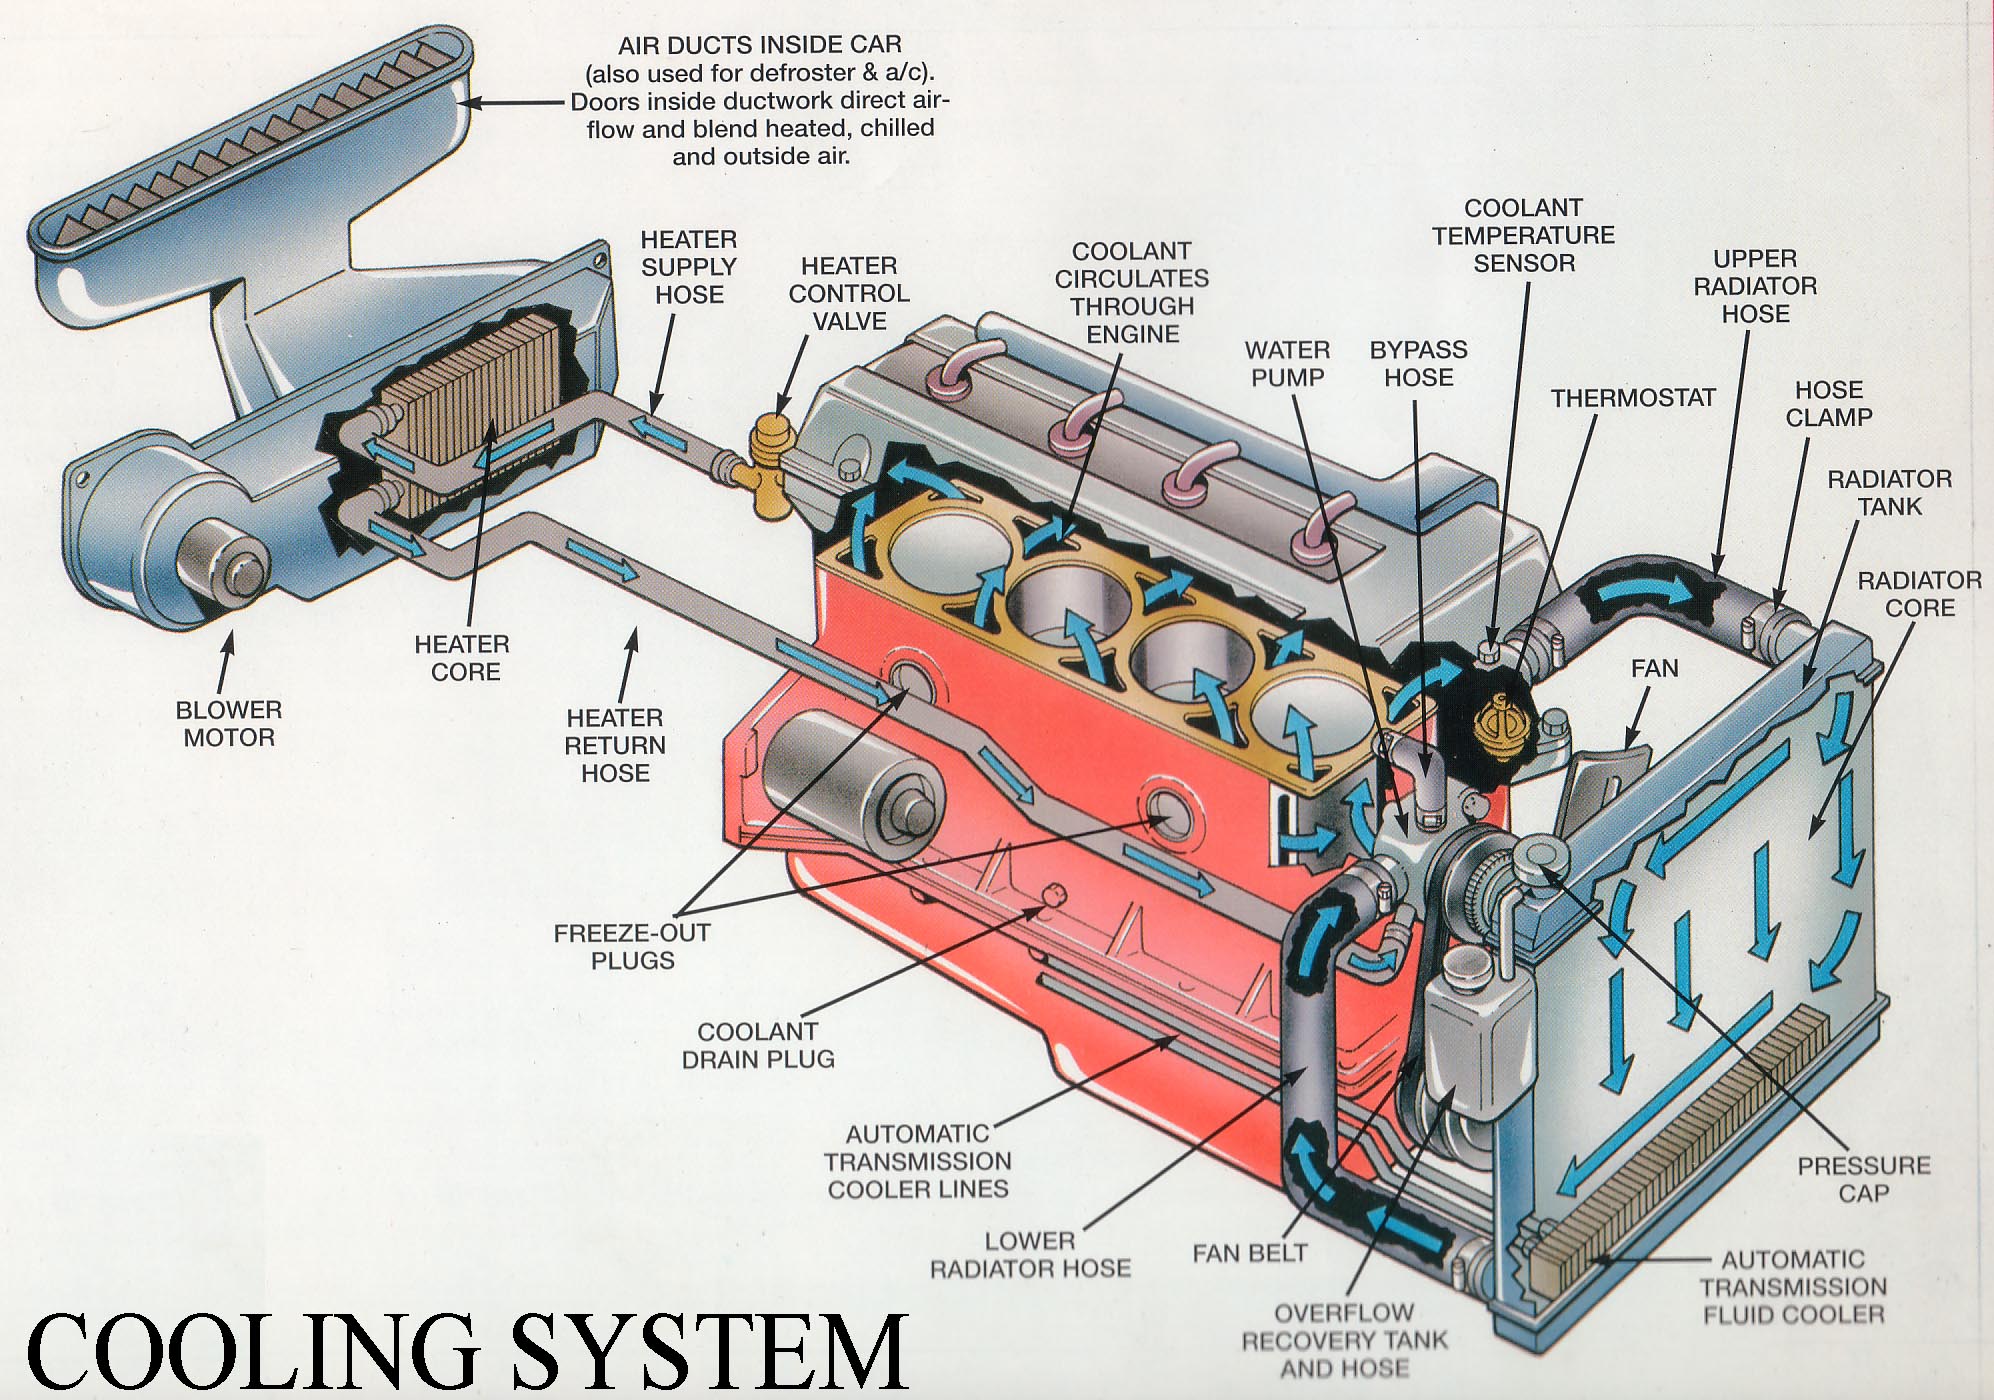 AIR DUCTS INSIDE CAR
(also used for defroster & a/c).
Doors inside ductwork direct air-
flow and blend heated, chilled
and outside air.
HEATER
SUPPLY
HOSE
HEATER
CONTROL
VALVE
COOLANT
CIRCULATES
THROUGH
ENGINE
WATER
PUMP
BYPASS
HOSE
COOLANT
TEMPERATURE
SENSOR
THERMOSTAT
UPPER
RADIATOR
HOSE
HOSE
CLAMP
RADIATOR
TANK
RADIATOR
CORE
FAN
HEATER
CORE
BLOWER
MOTOR
HEATER
RETURN
HOSE
FREEZE-OUT
PLUGS
COOLANT
DRAIN PLUG
AUTOMATIC
TRANSMISSION
COOLER LINES
LOWER
RADIATOR HOSE
FAN BELT
OVERFLOW
RECOVERY TANK
AND HOSE
PRESSURE
CAP
AUTOMATIC
TRANSMISSION
FLUID COOLER
COOLING SYSTEM